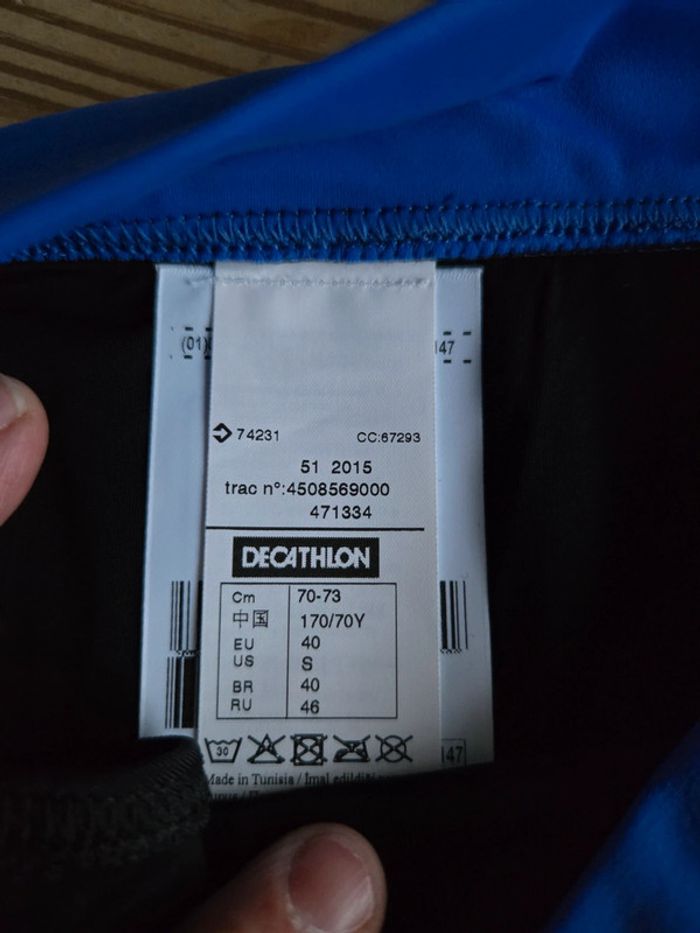 (01)
147
74231 CC:67293
51 2015
trac n°:4508569000
471334
DECATHLON
Cm 70-73
中国 170/70Y
EU 40
US S
BR 40
RU 46
30
147
Made in Tunisia / İmal